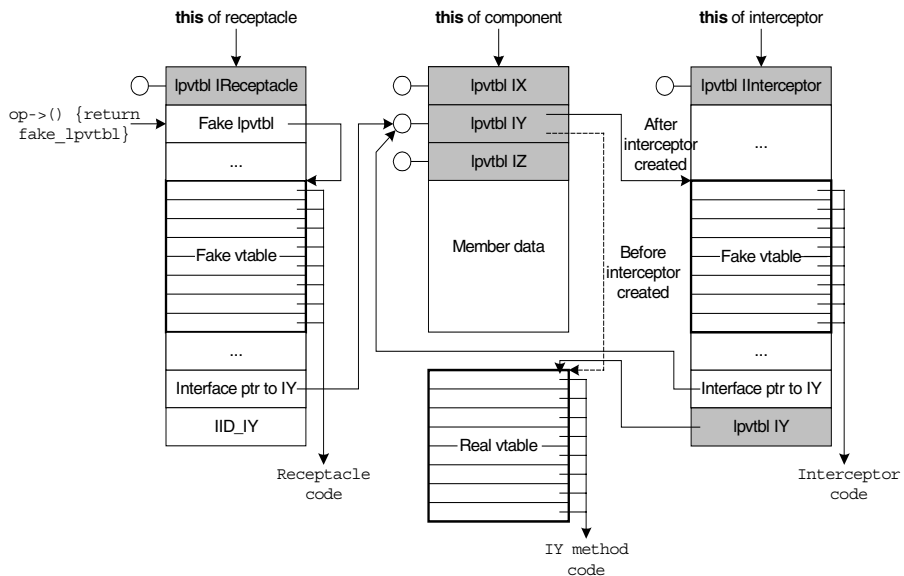 this of receptacle
this of component
this of interceptor
lpvtbl IReceptacle
lpvtbl IX
lpvtbl IInterceptor
op->() {return
fake_lpvtbl}
Fake lpvtbl
lpvtbl IY
After
interceptor
created
...
...
lpvtbl IZ
Fake vtable
Member data
Before
interceptor
created
Fake vtable
...
...
Interface ptr to IY
Interface ptr to IY
IID_IY
Real vtable
lpvtbl IY
Receptacle
code
Interceptor
code
IY method
code